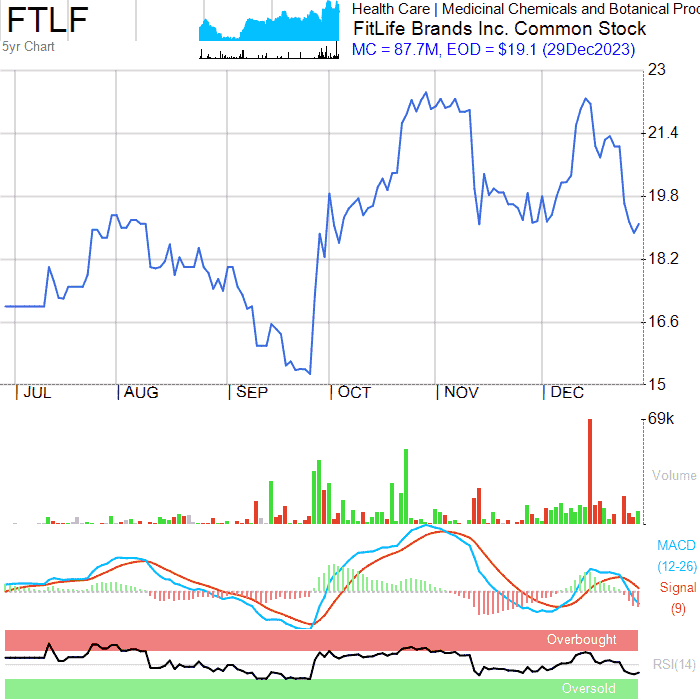 FTLF
5yr Chart
Health Care | Medicinal Chemicals and Botanical Proc
FitLife Brands Inc. Common Stock
MC = 87.7M, EOD = $19.1 (29Dec2023)
23
21.4
19.8
18.2
16.6
15
JUL AUG SEP OCT NOV DEC
69k
Volume
MACD
(12-26)
Signal
(9)
Overbought
RSI(14)
Oversold